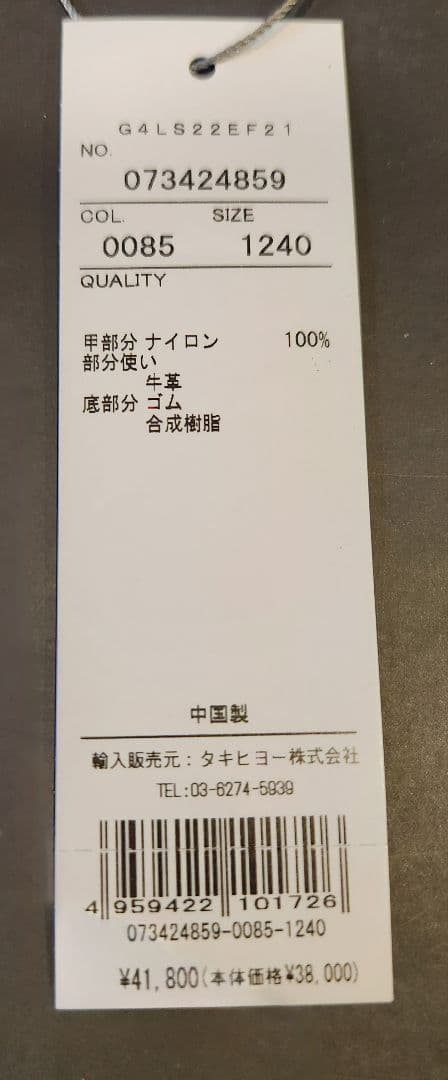 G4LS22EF21
NO.
073424859
COL. SIZE
0085 1240
QUALITY
甲部分 ナイロン 100%
部分使い
牛革
底部分 ゴム
合成樹脂
中国製
輸入販売元：タキヒヨー株式会社
TEL:03-6274-5939
4 959422 101726
073424859-0085-1240
¥41,800(本体価格¥38,000)